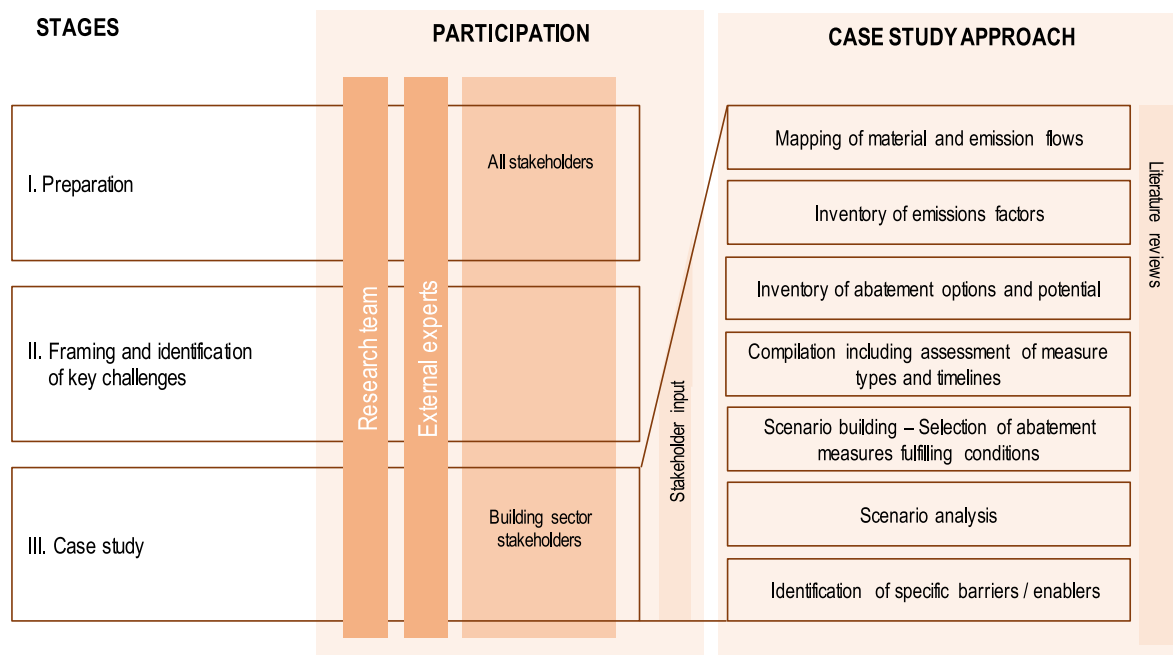 STAGES
PARTICIPATION
CASE STUDY APPROACH
I. Preparation
II. Framing and identification
of key challenges
III. Case study
Research team
External experts
All stakeholders
Building sector
stakeholders
Stakeholder input
Mapping of material and emission flows
Inventory of emissions factors
Inventory of abatement options and potential
Compilation including assessment of measure
types and timelines
Scenario building – Selection of abatement
measures fulfilling conditions
Scenario analysis
Identification of specific barriers / enablers
Literature reviews